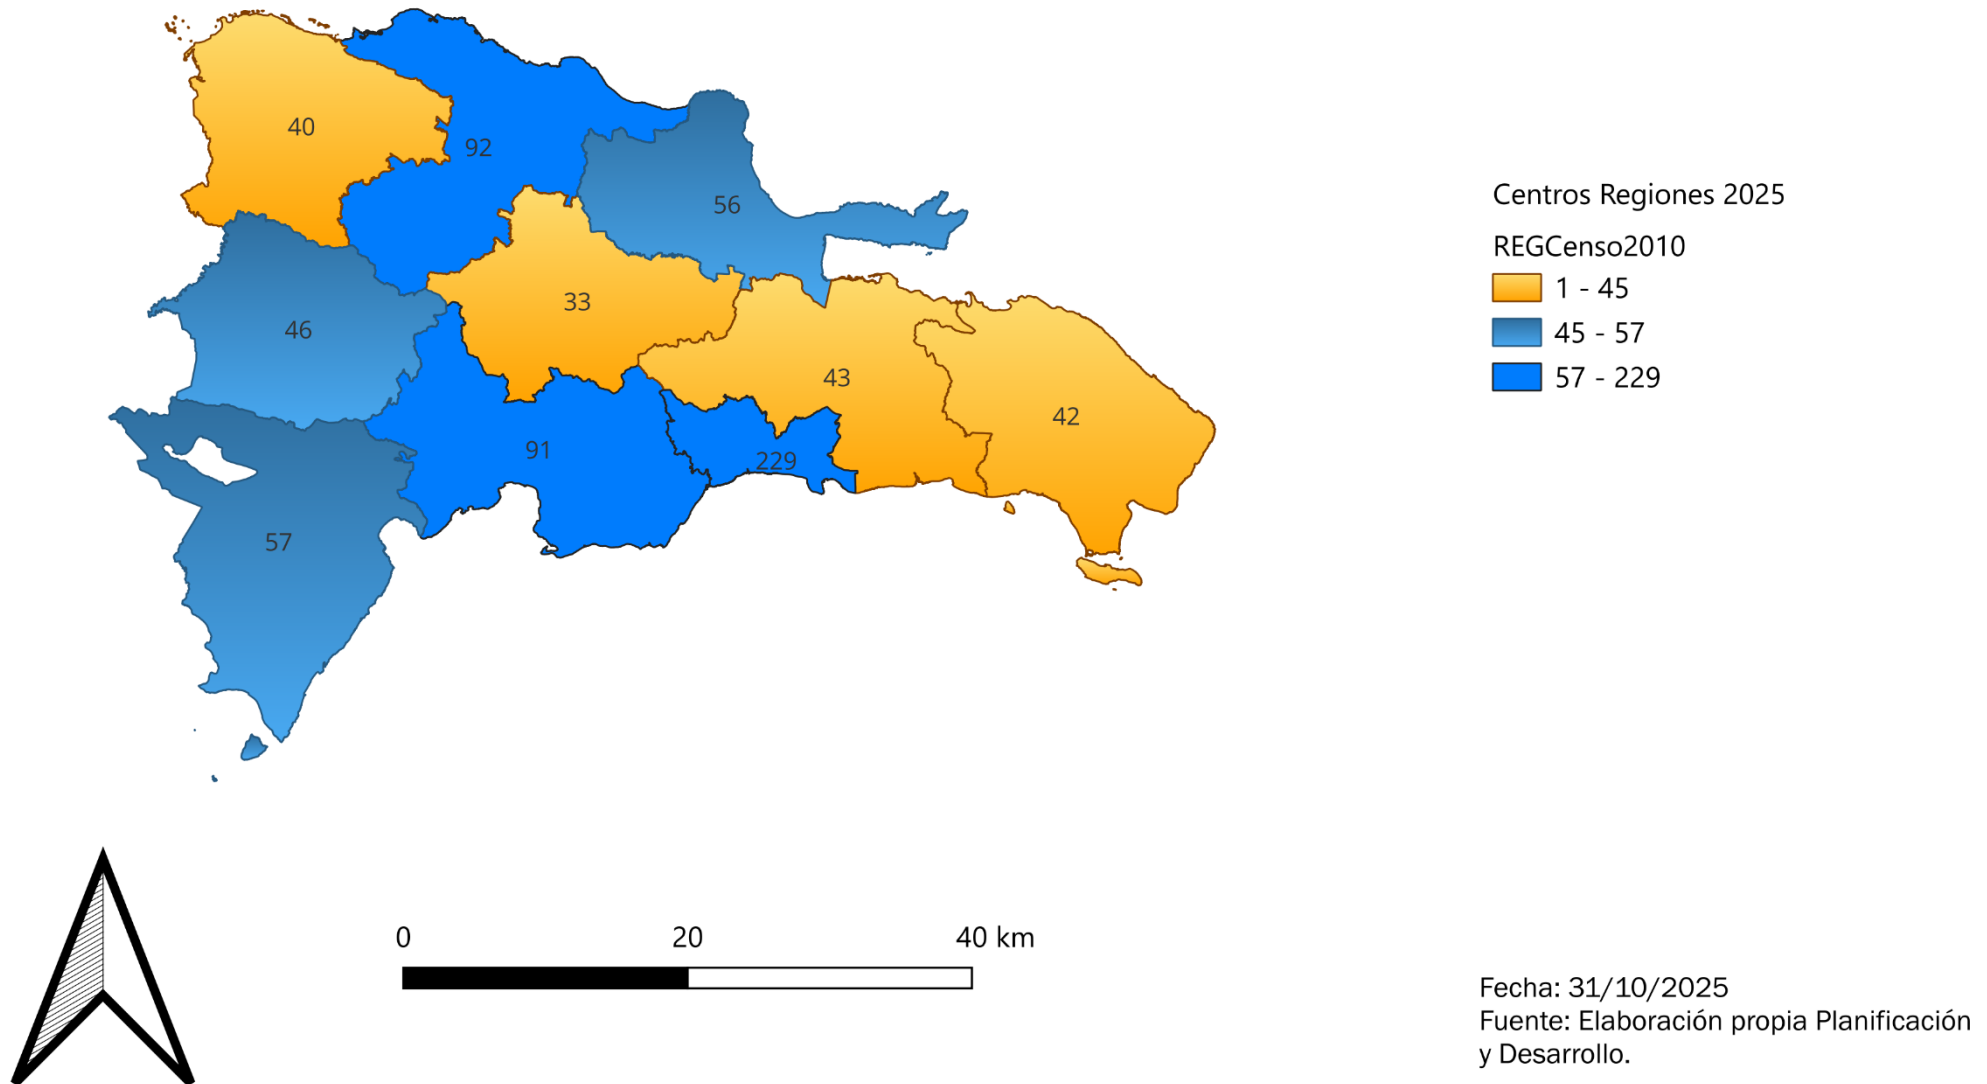 40
92
56
33
46
43
42
91
229
57
Centros Regiones 2025
REGCenso2010
1 - 45
45 - 57
57 - 229
0 20 40 km
Fecha: 31/10/2025
Fuente: Elaboración propia Planificación
y Desarrollo.